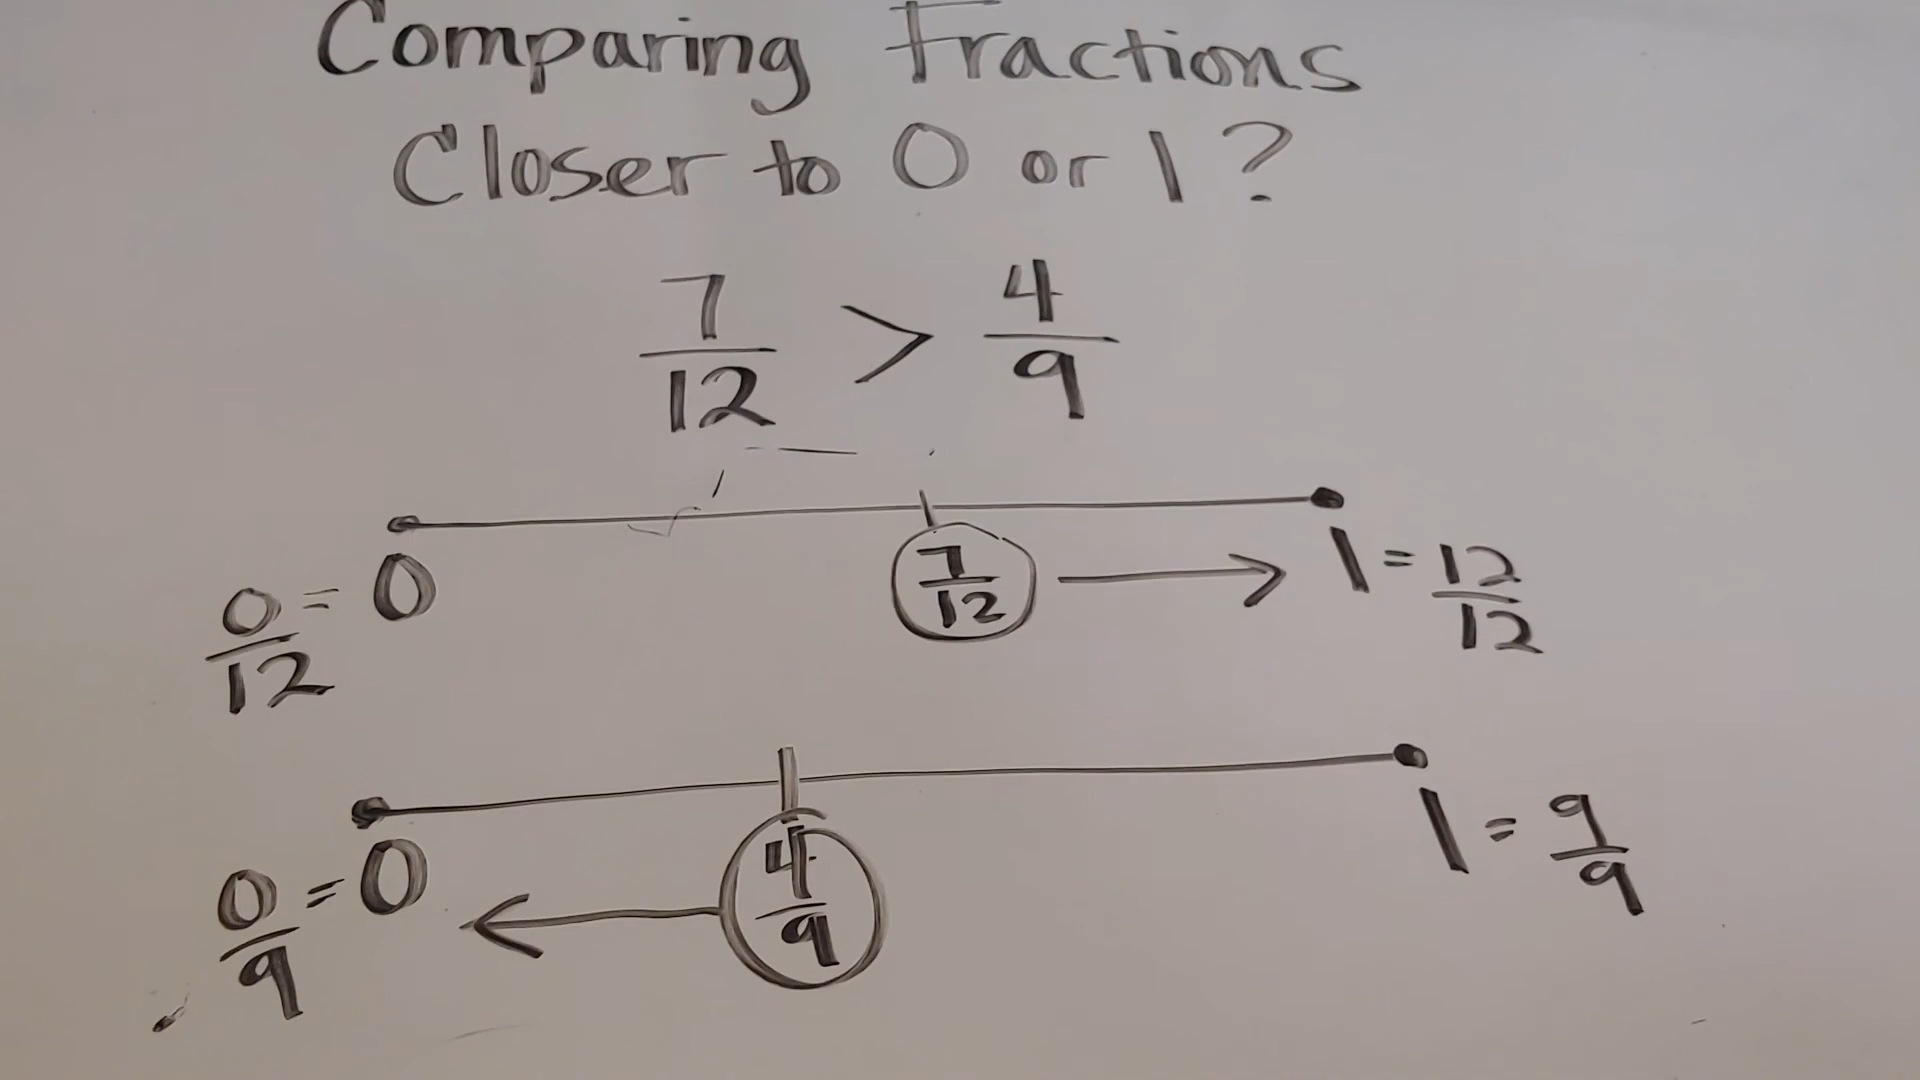 Comparing Fractions
Closer to 0 or 1?
7/12 > 4/9
0/12 = 0 7/12 → 1 = 12/12
0/9 = 0 ← 4/9 1 = 9/9